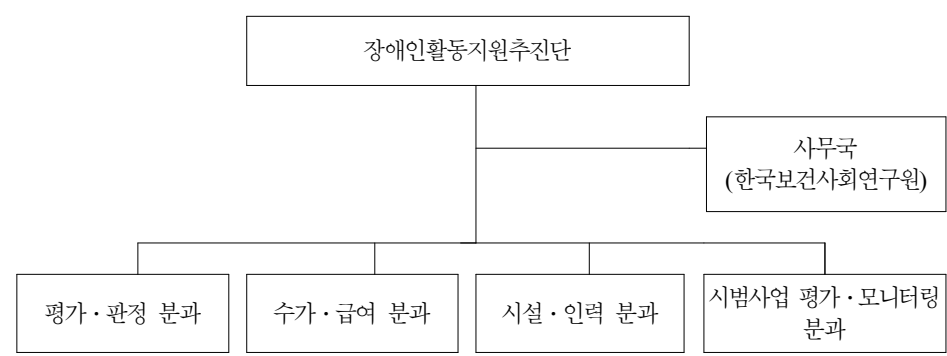 장애인활동지원추진단
사무국
(한국보건사회연구원)
평가·판정 분과
수가·급여 분과
시설·인력 분과
시범사업 평가·모니터링
분과